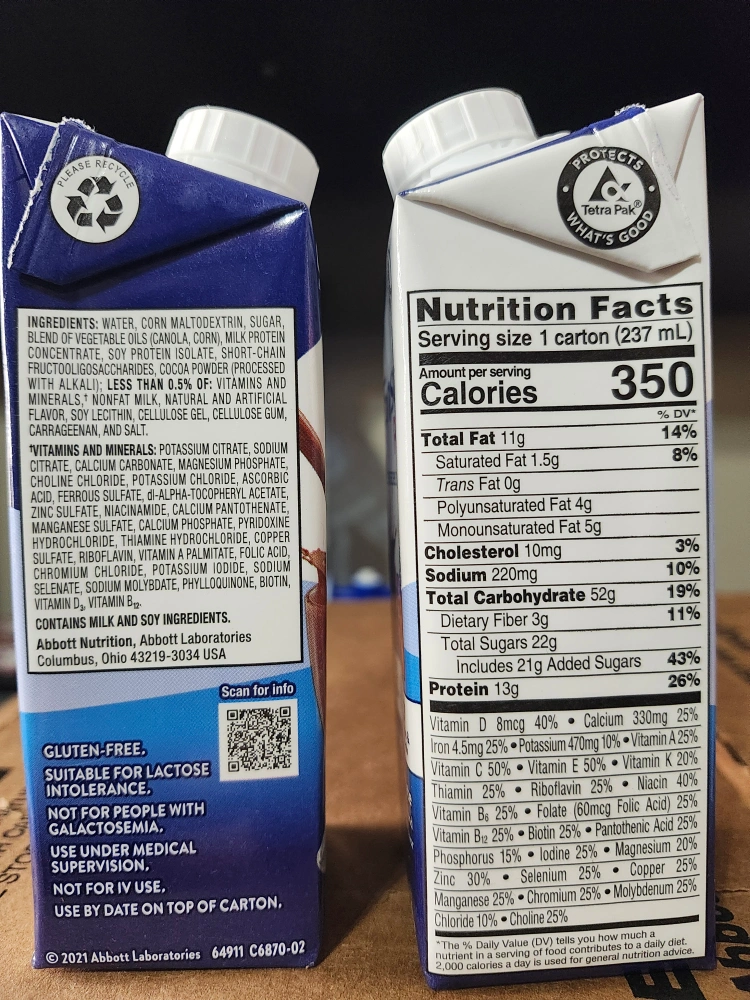 PLEASE RECYCLE
INGREDIENTS: WATER, CORN MALTODEXTRIN, SUGAR,
BLEND OF VEGETABLE OILS (CANOLA, CORN), MILK PROTEIN
CONCENTRATE, SOY PROTEIN ISOLATE, SHORT-CHAIN
FRUCTOOLIGOSACCHARIDES, COCOA POWDER (PROCESSED
WITH ALKALI); LESS THAN 0.5% OF: VITAMINS AND
MINERALS,† NONFAT MILK, NATURAL AND ARTIFICIAL
FLAVOR, SOY LECITHIN, CELLULOSE GEL, CELLULOSE GUM,
CARRAGEENAN, AND SALT.
†VITAMINS AND MINERALS: POTASSIUM CITRATE, SODIUM
CITRATE, CALCIUM CARBONATE, MAGNESIUM PHOSPHATE,
CHOLINE CHLORIDE, POTASSIUM CHLORIDE, ASCORBIC
ACID, FERROUS SULFATE, dl-ALPHA-TOCOPHERYL ACETATE,
ZINC SULFATE, NIACINAMIDE, CALCIUM PANTOTHENATE,
MANGANESE SULFATE, CALCIUM PHOSPHATE, PYRIDOXINE
HYDROCHLORIDE, THIAMINE HYDROCHLORIDE, COPPER
SULFATE, RIBOFLAVIN, VITAMIN A PALMITATE, FOLIC ACID,
CHROMIUM CHLORIDE, POTASSIUM IODIDE, SODIUM
SELENATE, SODIUM MOLYBDATE, PHYLLOQUINONE, BIOTIN,
VITAMIN D₃, VITAMIN B₁₂.
CONTAINS MILK AND SOY INGREDIENTS.
Abbott Nutrition, Abbott Laboratories
Columbus, Ohio 43219-3034 USA
Scan for info
GLUTEN-FREE.
SUITABLE FOR LACTOSE
INTOLERANCE.
NOT FOR PEOPLE WITH
GALACTOSEMIA.
USE UNDER MEDICAL
SUPERVISION.
NOT FOR IV USE.
USE BY DATE ON TOP OF CARTON.
© 2021 Abbott Laboratories 64911 C6870-02
PROTECTS
Tetra Pak®
WHAT'S GOOD
Nutrition Facts
Serving size 1 carton (237 mL)
Amount per serving
Calories 350
% DV*
Total Fat 11g 14%
Saturated Fat 1.5g 8%
Trans Fat 0g
Polyunsaturated Fat 4g
Monounsaturated Fat 5g
Cholesterol 10mg 3%
Sodium 220mg 10%
Total Carbohydrate 52g 19%
Dietary Fiber 3g 11%
Total Sugars 22g
Includes 21g Added Sugars 43%
Protein 13g 26%
Vitamin D 8mcg 40% • Calcium 330mg 25%
Iron 4.5mg 25% • Potassium 470mg 10% • Vitamin A 25%
Vitamin C 50% • Vitamin E 50% • Vitamin K 20%
Thiamin 25% • Riboflavin 25% • Niacin 40%
Vitamin B₆ 25% • Folate (60mcg Folic Acid) 25%
Vitamin B₁₂ 25% • Biotin 25% • Pantothenic Acid 25%
Phosphorus 15% • Iodine 25% • Magnesium 20%
Zinc 30% • Selenium 25% • Copper 25%
Manganese 25% • Chromium 25% • Molybdenum 25%
Chloride 10% • Choline 25%
*The % Daily Value (DV) tells you how much a
nutrient in a serving of food contributes to a daily diet.
2,000 calories a day is used for general nutrition advice.